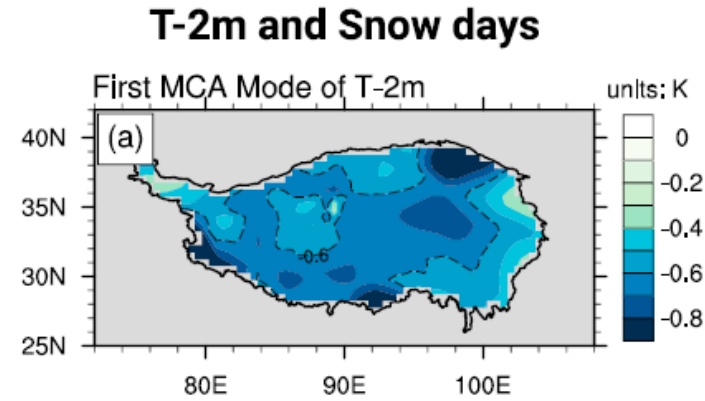 T-2m and Snow days
First MCA Mode of T-2m
units: K
(a)
40N
35N
30N
25N
80E
90E
100E
-0.6
0
-0.2
-0.4
-0.6
-0.8